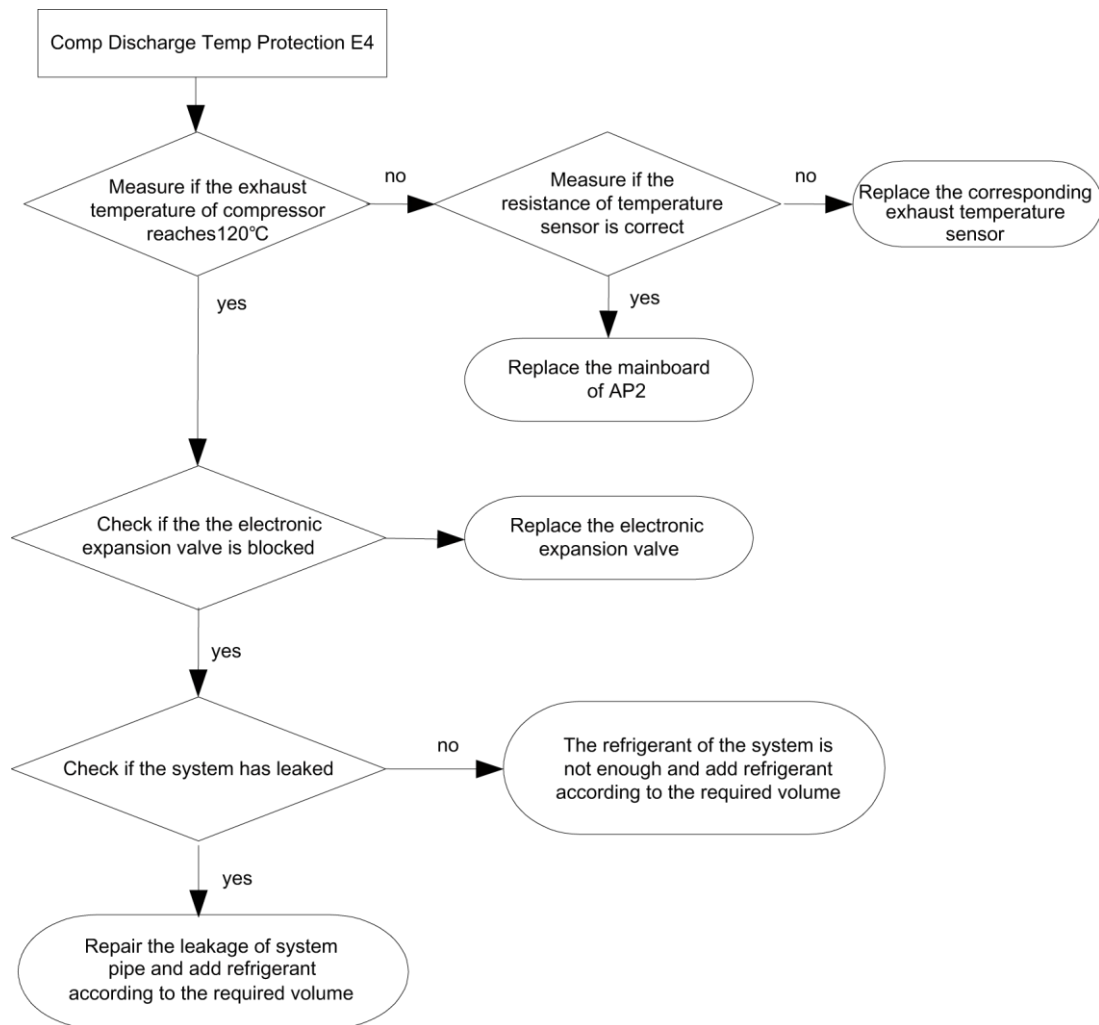 Comp Discharge Temp Protection E4
Measure if the exhaust
temperature of compressor
reaches120℃
no
Measure if the
resistance of temperature
sensor is correct
no
Replace the corresponding
exhaust temperature
sensor
yes
yes
Replace the mainboard
of AP2
Check if the the electronic
expansion valve is blocked
Replace the electronic
expansion valve
yes
Check if the system has leaked
no
The refrigerant of the system is
not enough and add refrigerant
according to the required volume
yes
Repair the leakage of system
pipe and add refrigerant
according to the required volume